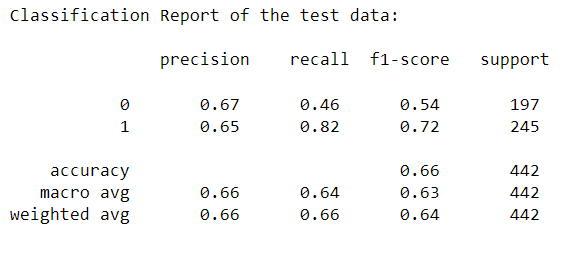 Classification Report of the test data:
precision recall f1-score support
0 0.67 0.46 0.54 197
1 0.65 0.82 0.72 245
accuracy 0.66 442
macro avg 0.66 0.64 0.63 442
weighted avg 0.66 0.66 0.64 442